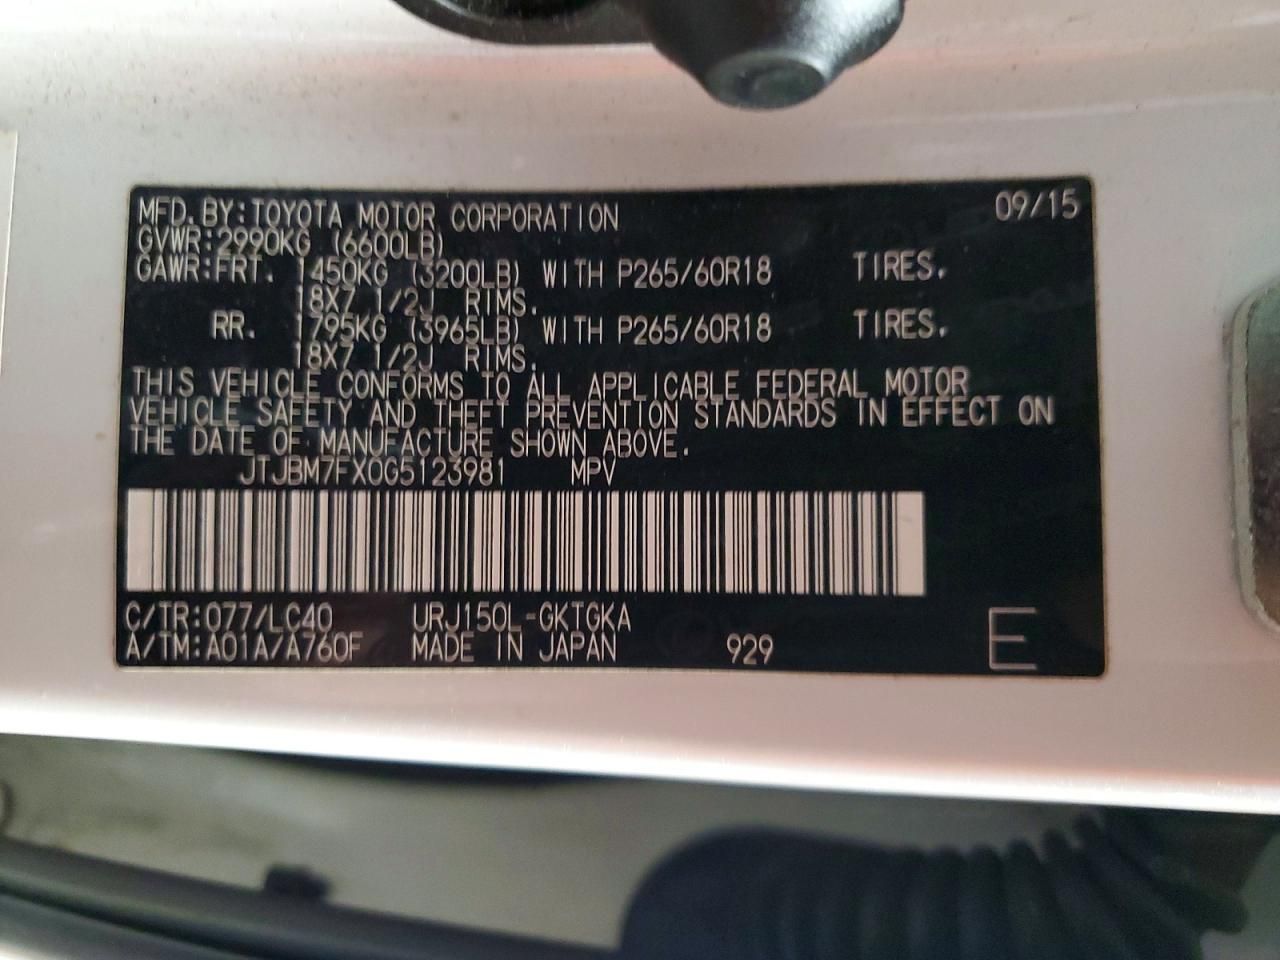 MFD. BY: TOYOTA MOTOR CORPORATION 09/15
GVWR: 2990KG (6600LB)
GAWR: FRT. 1450KG (3200LB) WITH P265/60R18 TIRES.
18X7 1/2J RIMS.
RR. 1795KG (3965LB) WITH P265/60R18 TIRES.
18X7 1/2J RIMS.
THIS VEHICLE CONFORMS TO ALL APPLICABLE FEDERAL MOTOR
VEHICLE SAFETY AND THEFT PREVENTION STANDARDS IN EFFECT ON
THE DATE OF MANUFACTURE SHOWN ABOVE.
JTJBM7FX0G5123981 MPV
C/TR: 077/LC40 URJ150L-GKTGKA
A/TM: A01A/A760F MADE IN JAPAN 929 E